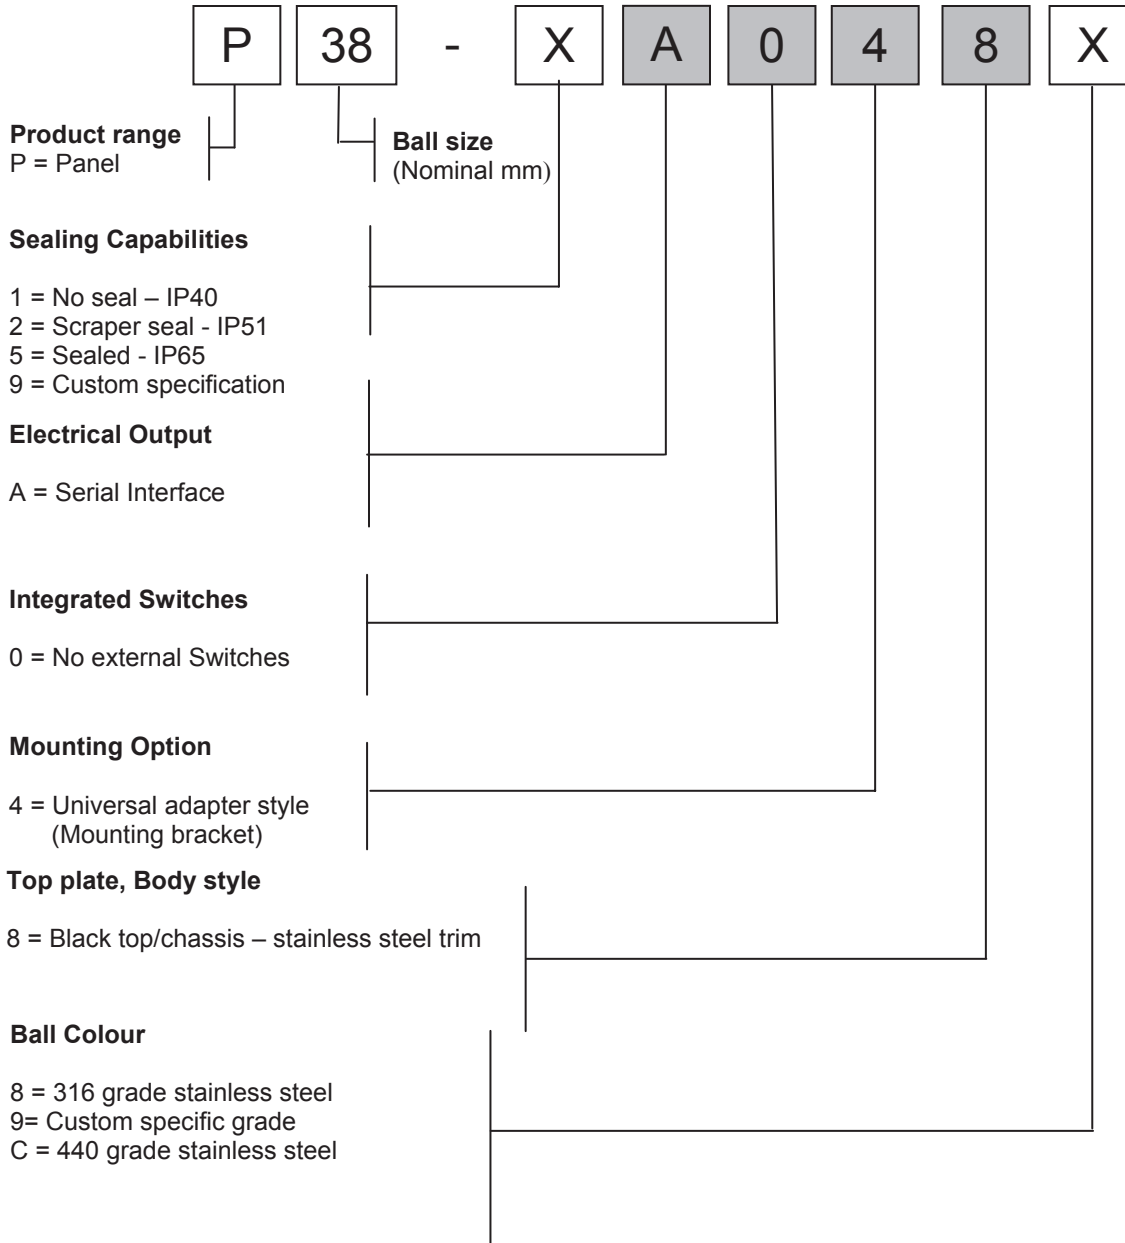 P 38 - X A 0 4 8 X
Product range
P = Panel
Ball size
(Nominal mm)
Sealing Capabilities
1 = No seal – IP40
2 = Scraper seal - IP51
5 = Sealed - IP65
9 = Custom specification
Electrical Output
A = Serial Interface
Integrated Switches
0 = No external Switches
Mounting Option
4 = Universal adapter style
(Mounting bracket)
Top plate, Body style
8 = Black top/chassis – stainless steel trim
Ball Colour
8 = 316 grade stainless steel
9= Custom specific grade
C = 440 grade stainless steel